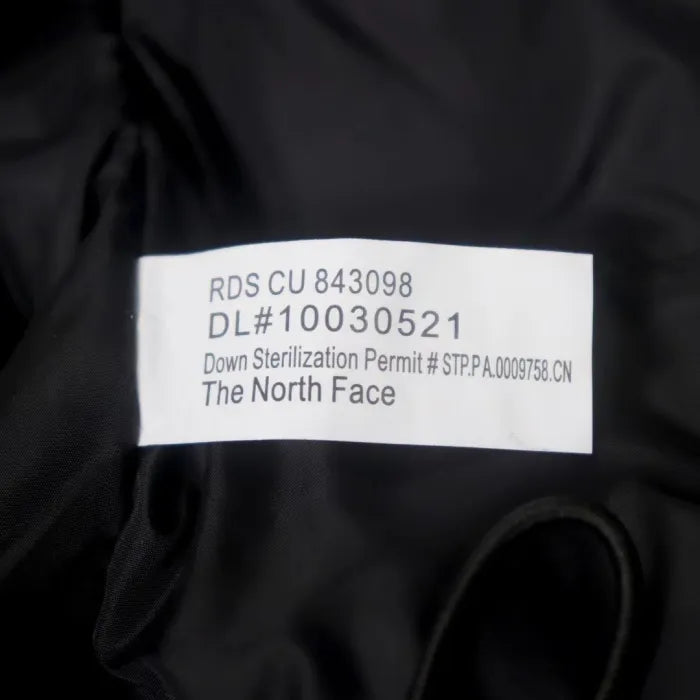 RDS CU 843098
DL#10030521
Down Sterilization Permit # STP.PA.0009758.CN
The North Face